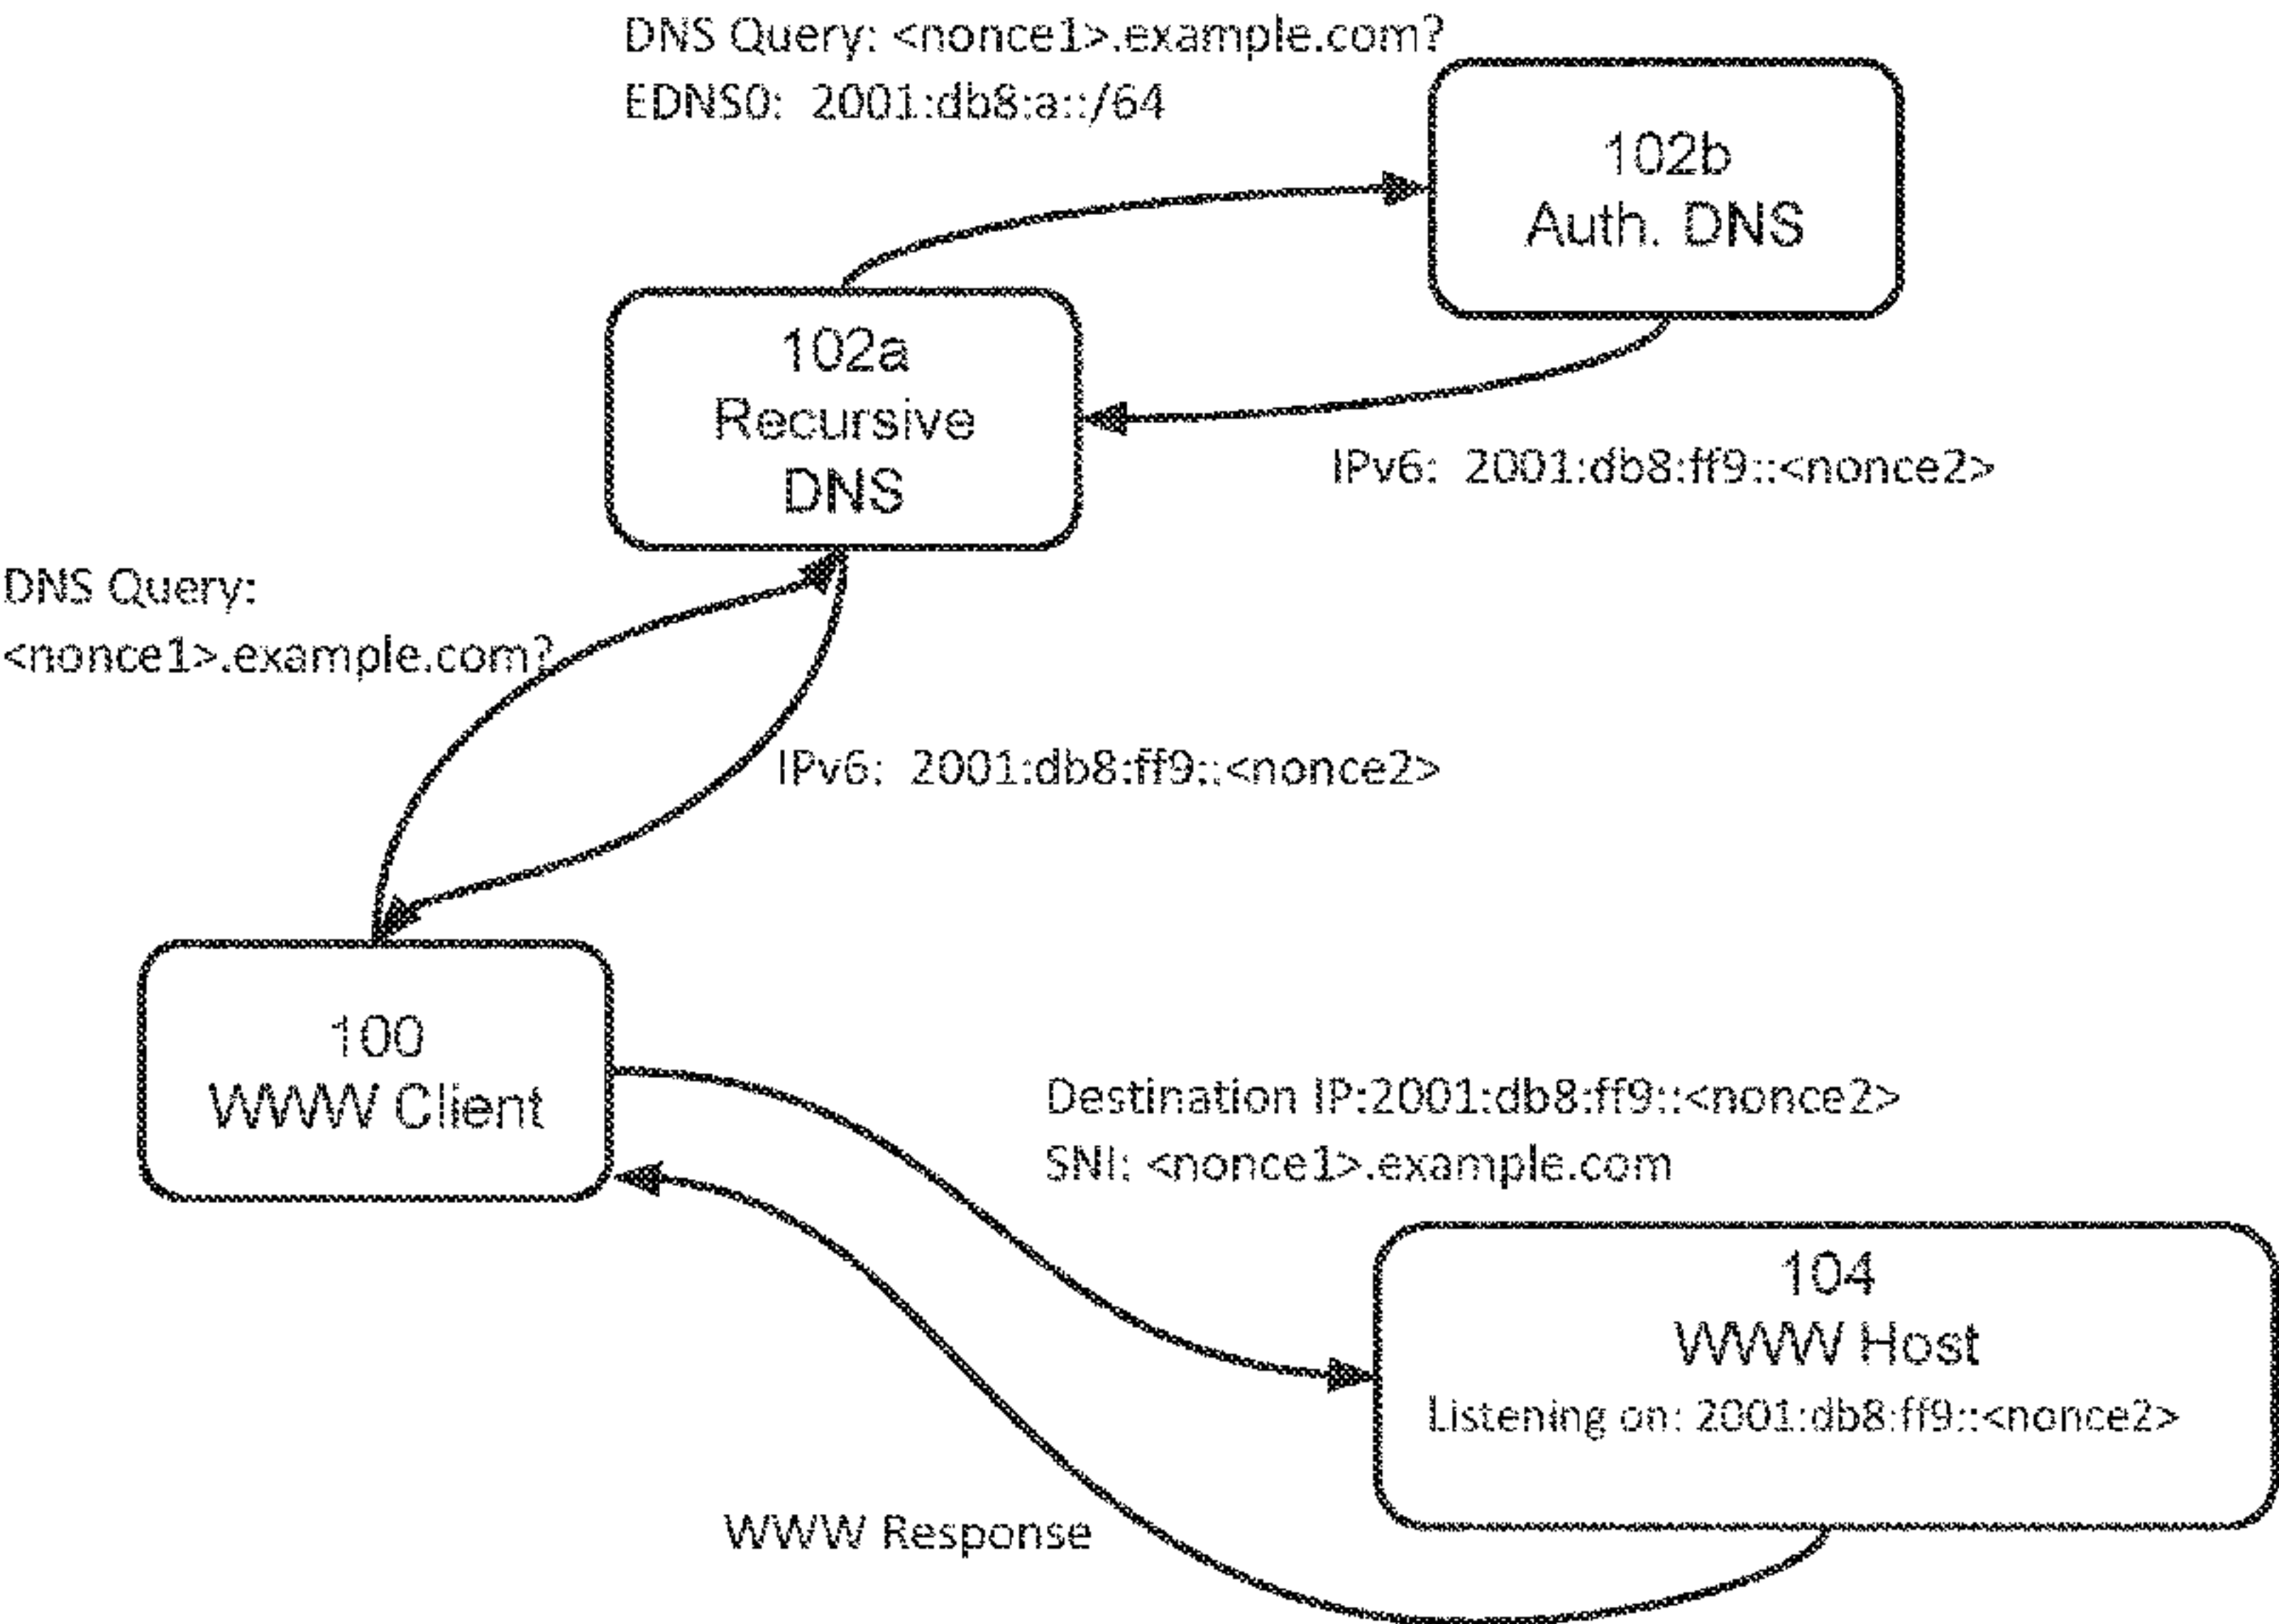 DNS Query: <nonce1>.example.com?
EDNS0: 2001:db8:a::/64
102b
Auth. DNS
102a
Recursive
DNS
IPv6: 2001:db8:ff9::<nonce2>
DNS Query:
<nonce1>.example.com?
IPv6: 2001:db8:ff9::<nonce2>
100
WWW Client
Destination IP:2001:db8:ff9::<nonce2>
SNI: <nonce1>.example.com
104
WWW Host
Listening on: 2001:db8:ff9::<nonce2>
WWW Response